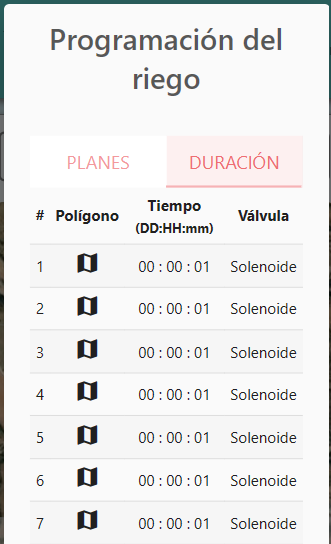 Programación del
riego
PLANES DURACIÓN
# Polígono Tiempo (DD:HH:mm) Válvula
1 00 : 00 : 01 Solenoide
2 00 : 00 : 01 Solenoide
3 00 : 00 : 01 Solenoide
4 00 : 00 : 01 Solenoide
5 00 : 00 : 01 Solenoide
6 00 : 00 : 01 Solenoide
7 00 : 00 : 01 Solenoide